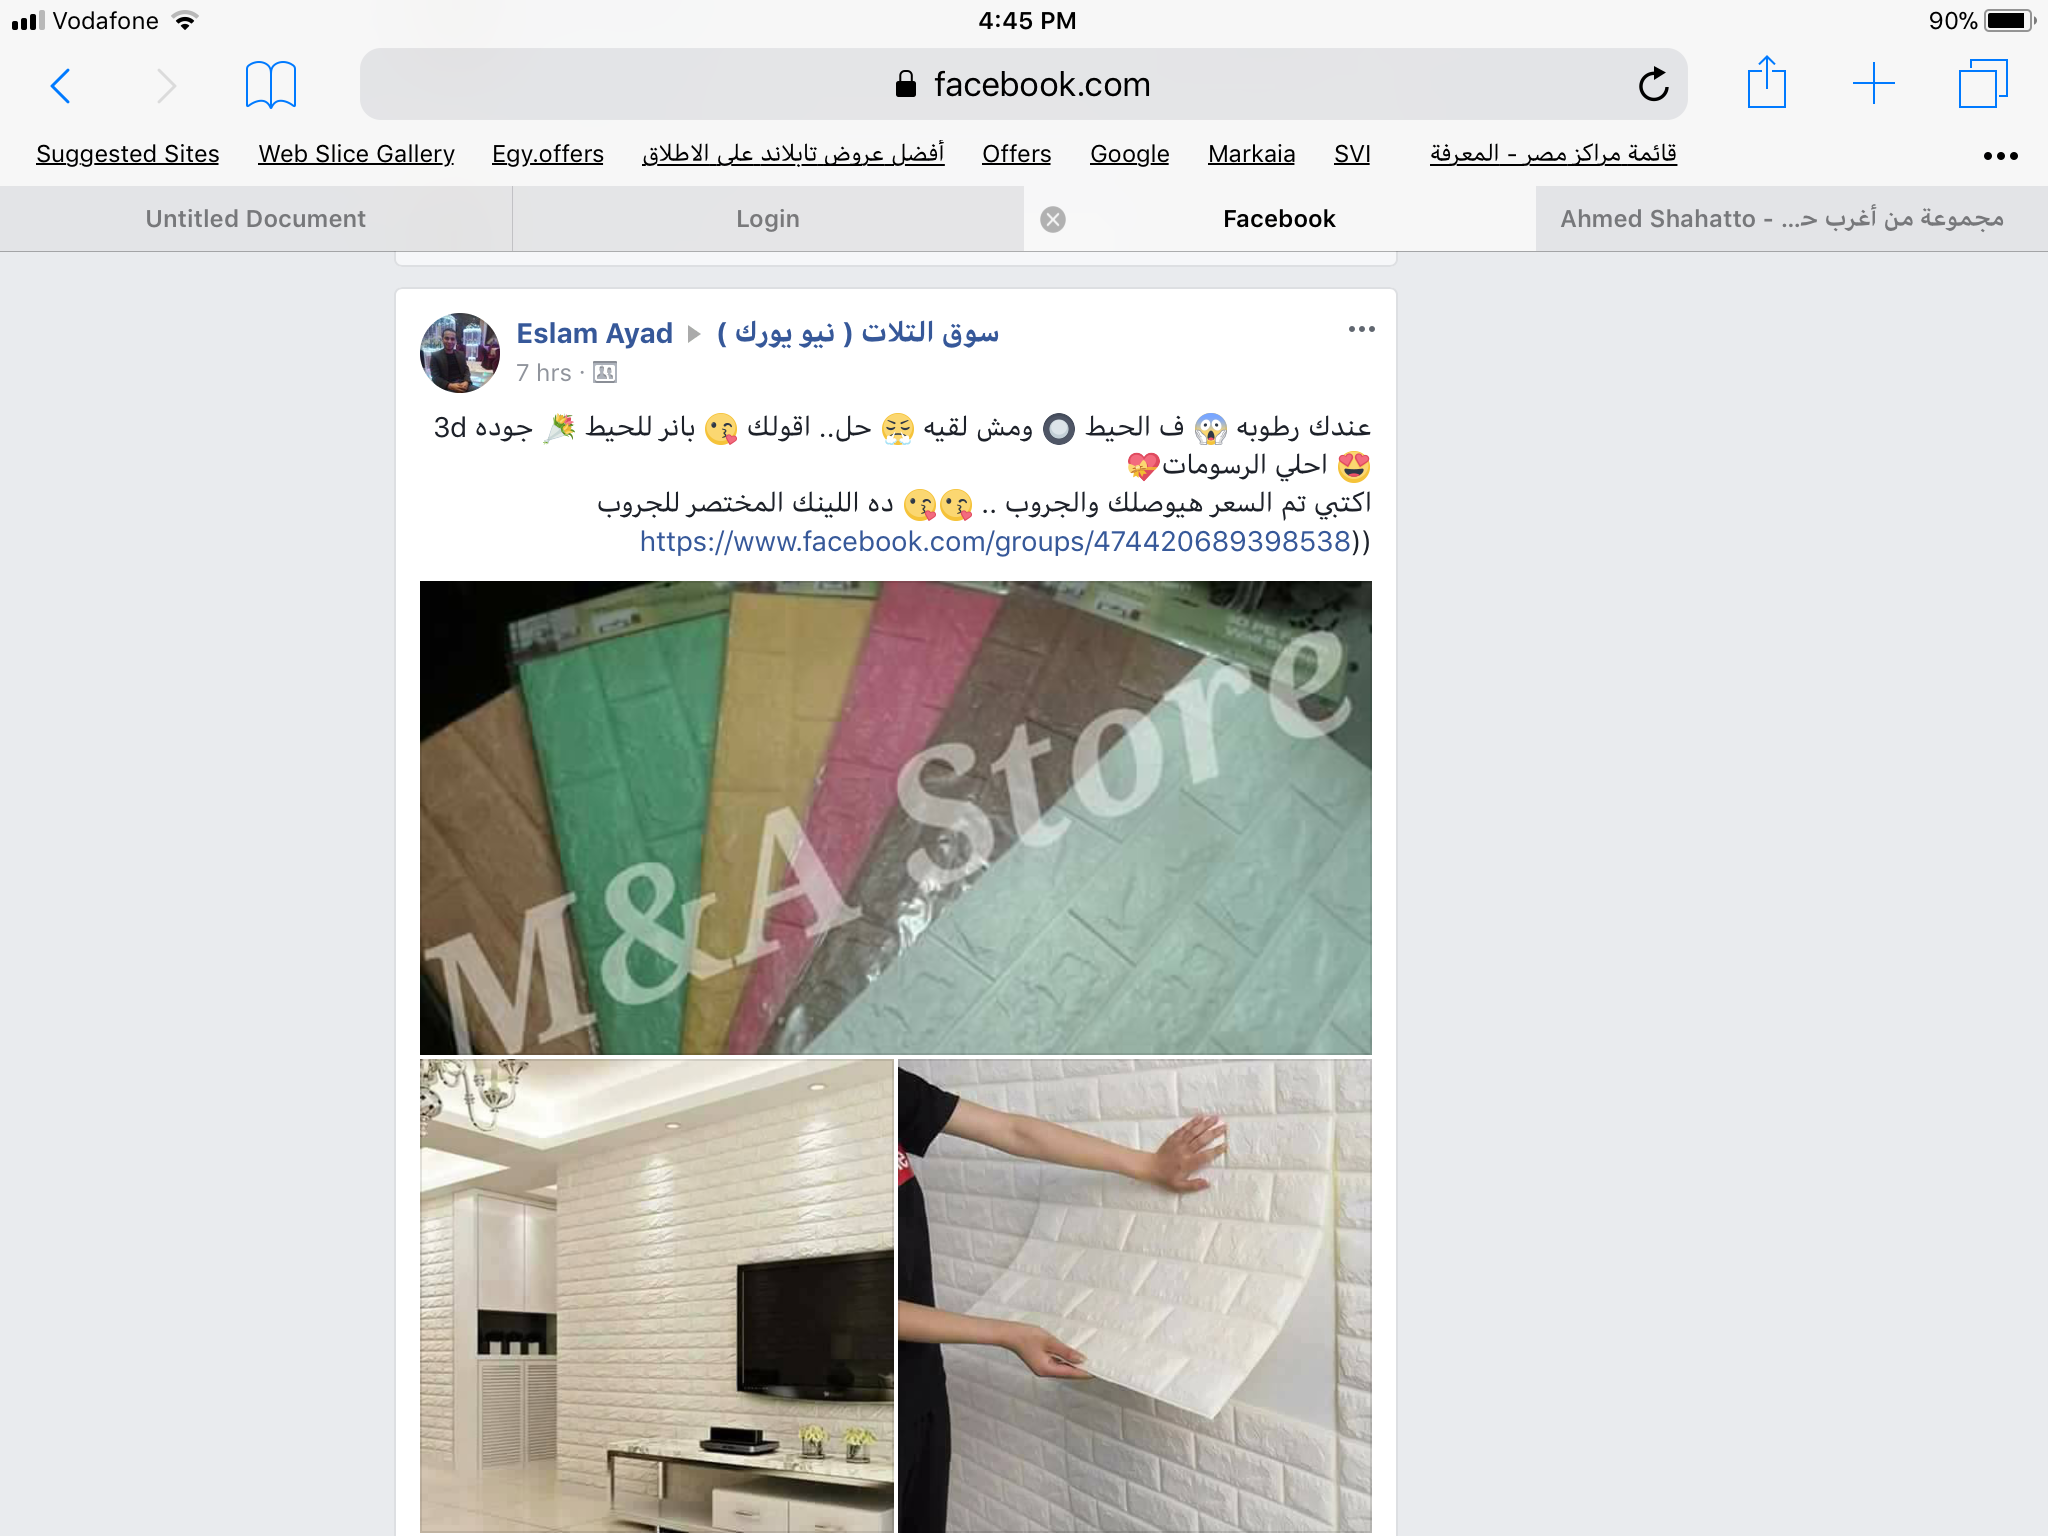 Vodafone 4:45 PM 90%
facebook.com
Suggested Sites Web Slice Gallery Egy.offers أفضل عروض تابلاند على الاطلاق Offers Google Markaia SVI قائمة مراكز مصر - المعرفة
Untitled Document Login Facebook Ahmed Shahatto - مجموعة من أغرب حـ...
Eslam Ayad سوق التلات ( نيو يورك )
7 hrs ·
عندك رطوبه 😱 ف الحيط 🔘 ومش لقيه 😤 حل.. اقولك 😘 بانر للحيط 💐 جوده 3d
😍 احلي الرسومات💝
اكتبي تم السعر هيوصلك والجروب .. 😘😘 ده اللينك المختصر للجروب
https://www.facebook.com/groups/474420689398538))
M&A Store